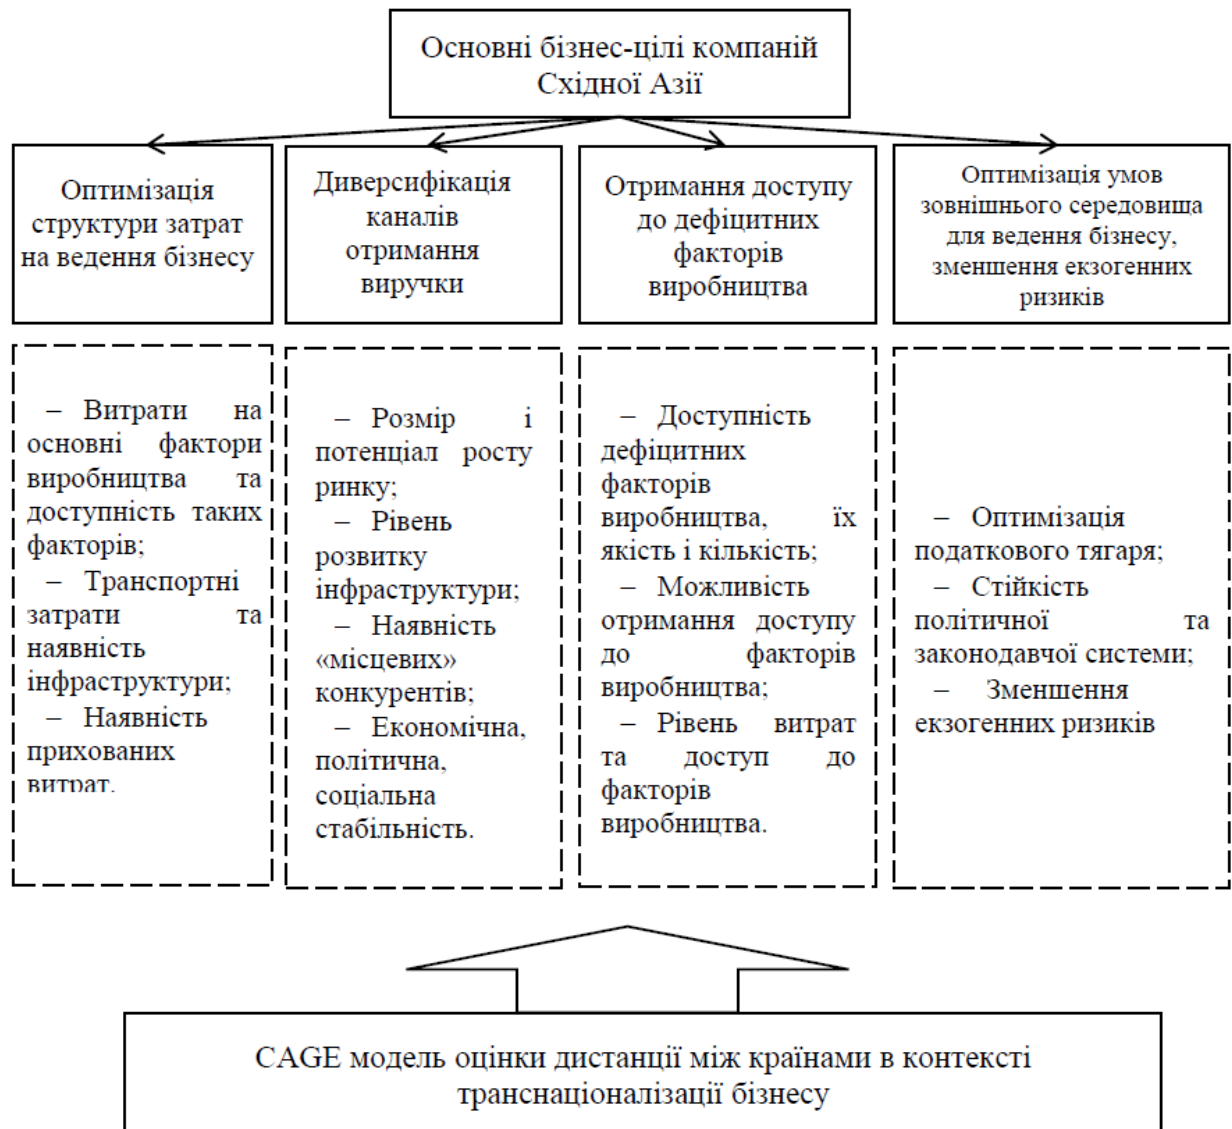 Основні бізнес-цілі компаній
Східної Азії
Оптимізація
структури затрат
на ведення бізнесу
Диверсифікація
каналів
отримання
виручки
Отримання доступу
до дефіцитних
факторів
виробництва
Оптимізація умов
зовнішнього середовища
для ведення бізнесу,
зменшення екзогенних
ризиків
– Витрати на
основні фактори
виробництва та
доступність таких
факторів;
– Транспортні
затрати та
наявність
інфраструктури;
– Наявність
прихованих
витрат.
– Розмір і
потенціал росту
ринку;
– Рівень
розвитку
інфраструктури;
– Наявність
«місцевих»
конкурентів;
– Економічна,
політична,
соціальна
стабільність.
– Доступність
дефіцитних
факторів
виробництва, їх
якість і кількість;
– Можливість
отримання доступу
до факторів
виробництва;
– Рівень витрат
та доступ до
факторів
виробництва.
– Оптимізація
податкового тягаря;
– Стійкість
політичної та
законодавчої системи;
– Зменшення
екзогенних ризиків
CAGE модель оцінки дистанції між країнами в контексті
транснаціоналізації бізнесу